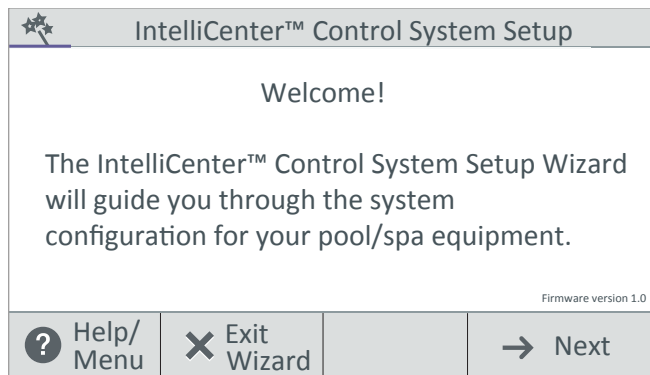 IntelliCenter™ Control System Setup
Welcome!
The IntelliCenter™ Control System Setup Wizard
will guide you through the system
configuration for your pool/spa equipment.
Firmware version 1.0
? Help/
Menu
Exit
Wizard
Next